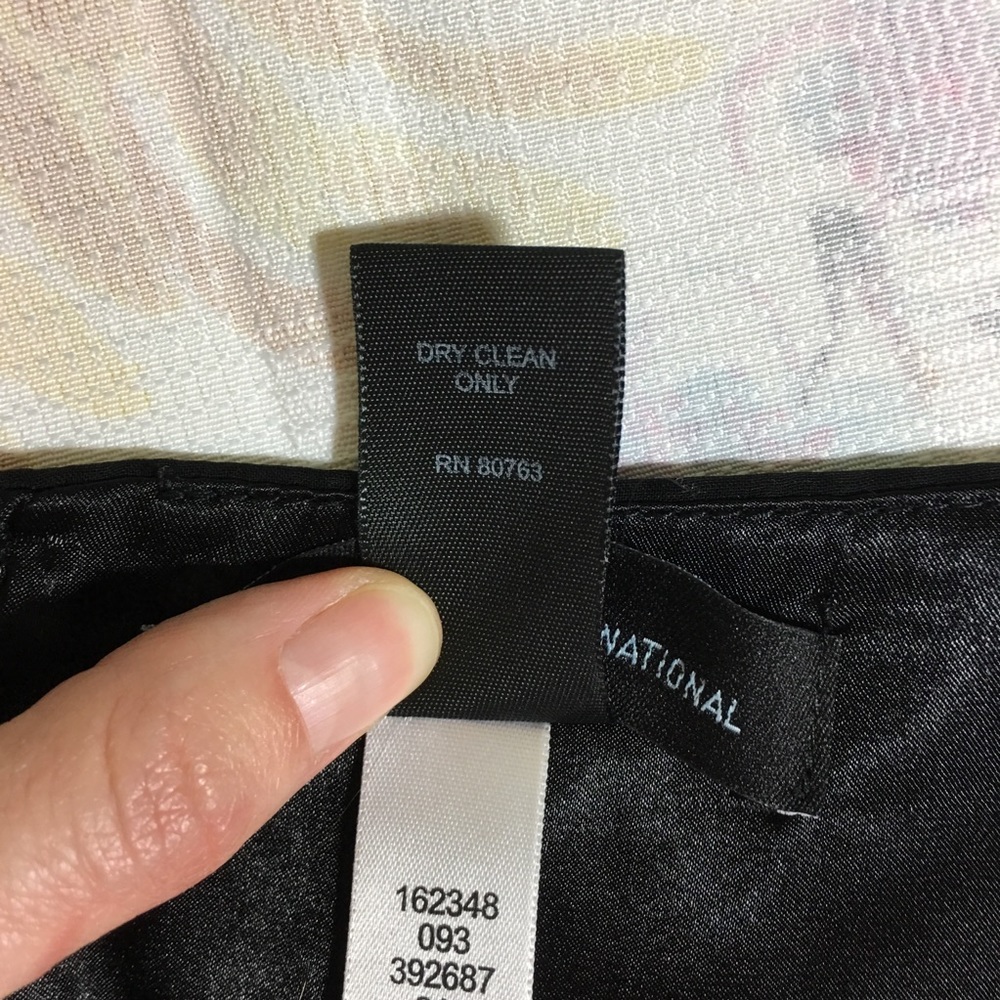 DRY CLEAN
ONLY
RN 80763
NATIONAL
162348
093
392687